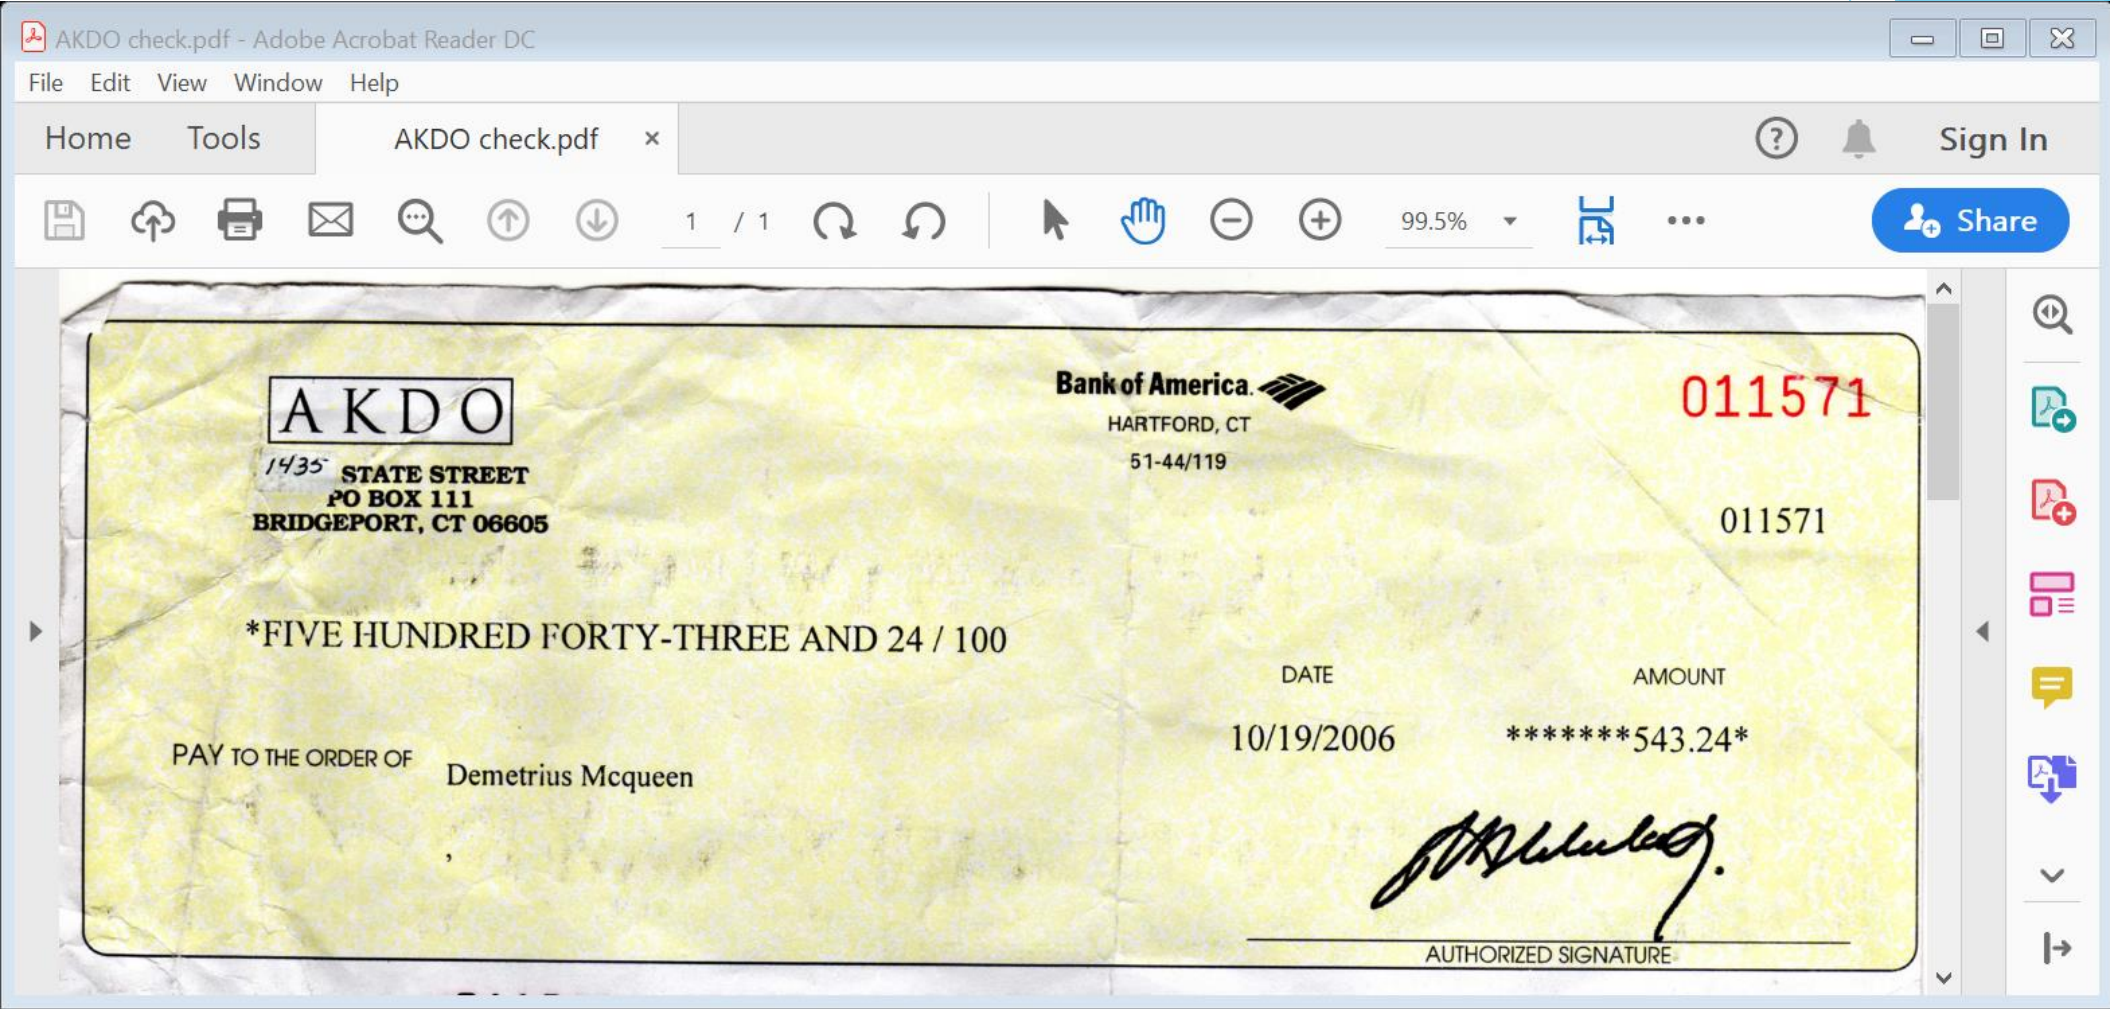 AKDO check.pdf - Adobe Acrobat Reader DC
File Edit View Window Help
Home Tools AKDO check.pdf × Sign In
1 / 1 99.5% Share
AKDO
1435 STATE STREET
PO BOX 111
BRIDGEPORT, CT 06605
Bank of America.
HARTFORD, CT
51-44/119
011571
011571
*FIVE HUNDRED FORTY-THREE AND 24 / 100
DATE AMOUNT
10/19/2006 *******543.24*
PAY TO THE ORDER OF Demetrius Mcqueen
,
AUTHORIZED SIGNATURE